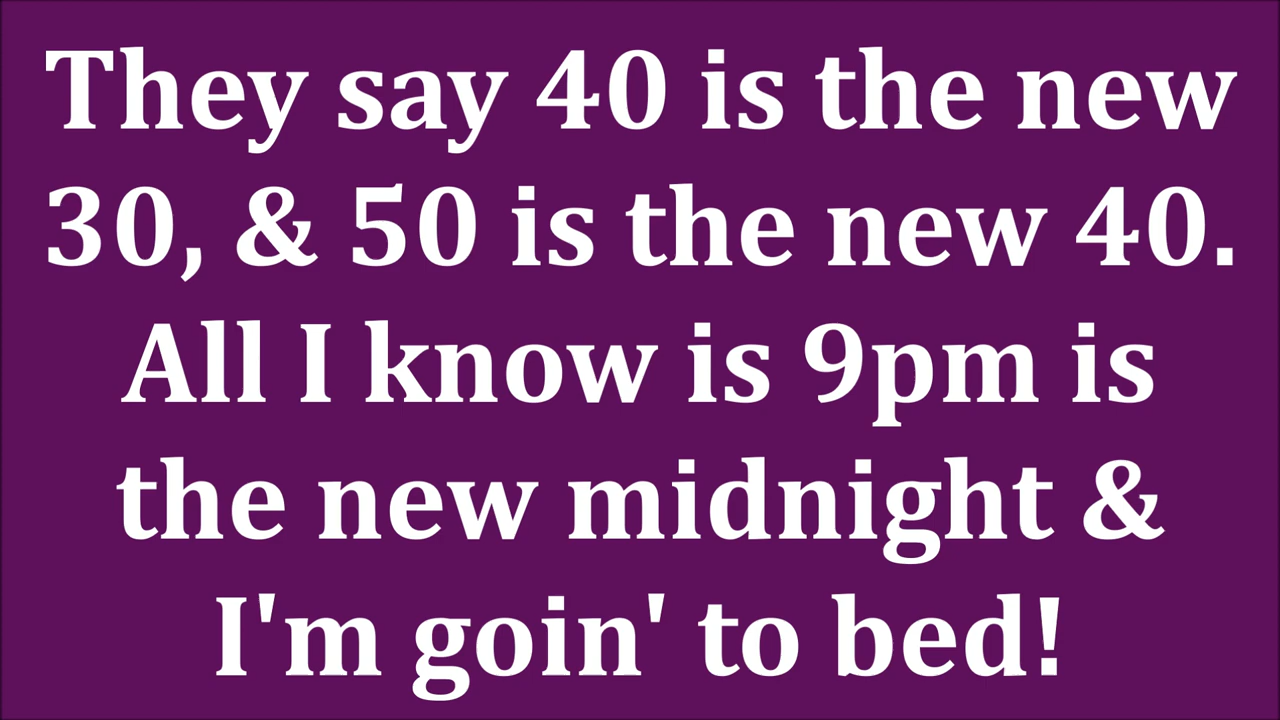 They say 40 is the new
30, & 50 is the new 40.
All I know is 9pm is
the new midnight &
I'm goin' to bed!